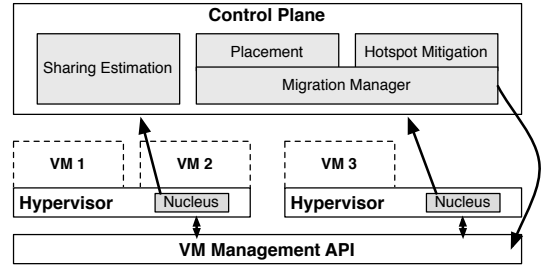 Control Plane
Sharing Estimation
Placement
Hotspot Mitigation
Migration Manager
VM 1
VM 2
VM 3
Hypervisor
Nucleus
Hypervisor
Nucleus
VM Management API